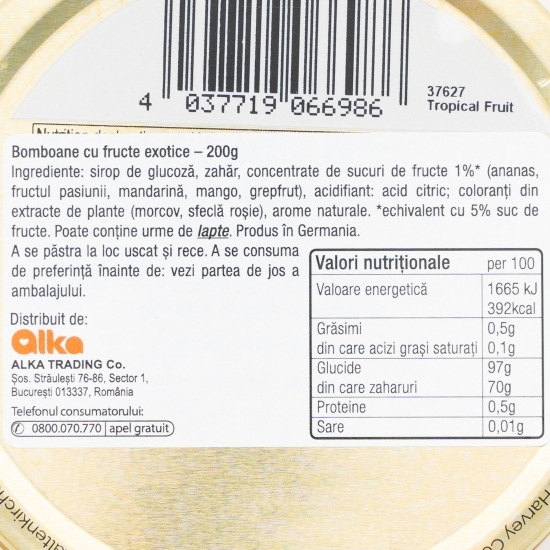 4 037719 066986
37627
Tropical Fruit
Bomboane cu fructe exotice – 200g
Ingrediente: sirop de glucoză, zahăr, concentrate de sucuri de fructe 1%* (ananas,
fructul pasiunii, mandarină, mango, grepfrut), acidifiant: acid citric; coloranți din
extracte de plante (morcov, sfeclă roșie), arome naturale. *echivalent cu 5% suc de
fructe. Poate conține urme de lapte. Produs în Germania.
A se păstra la loc uscat și rece. A se consuma
de preferință înainte de: vezi partea de jos a
ambalajului.
Distribuit de:
alka
ALKA TRADING Co.
Șos. Străulești 76-86, Sector 1,
București 013337, România
Telefonul consumatorului:
0800.070.770 apel gratuit
Valori nutriționale per 100
Valoare energetică 1665 kJ
392kcal
Grăsimi 0,5g
din care acizi grași saturați 0,1g
Glucide 97g
din care zaharuri 70g
Proteine 0,5g
Sare 0,01g